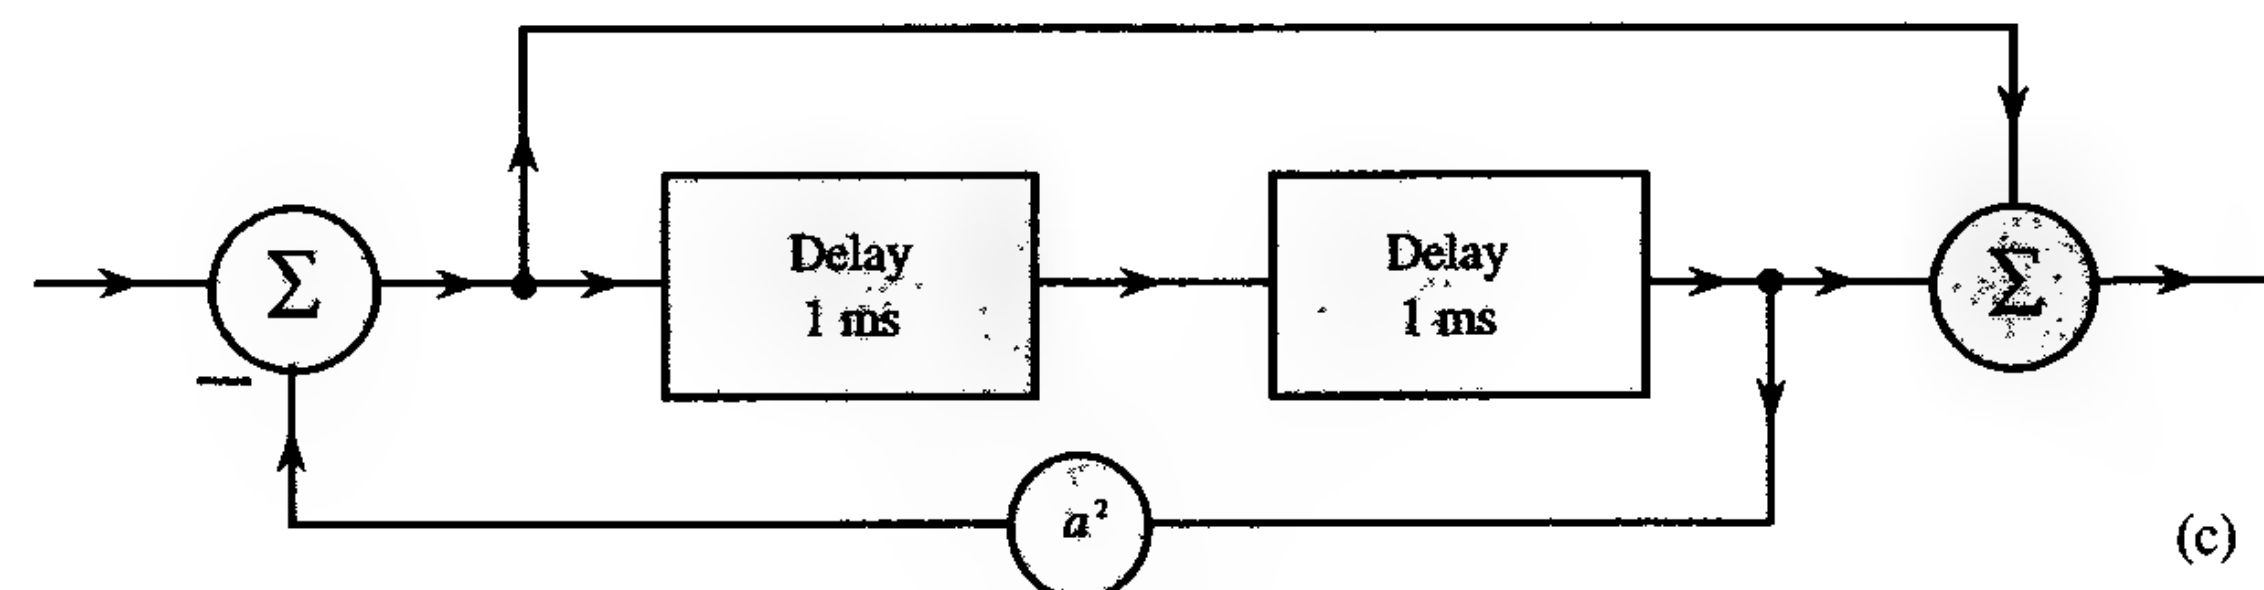 Σ
Delay
1 ms
Delay
1 ms
Σ
−
a²
(c)